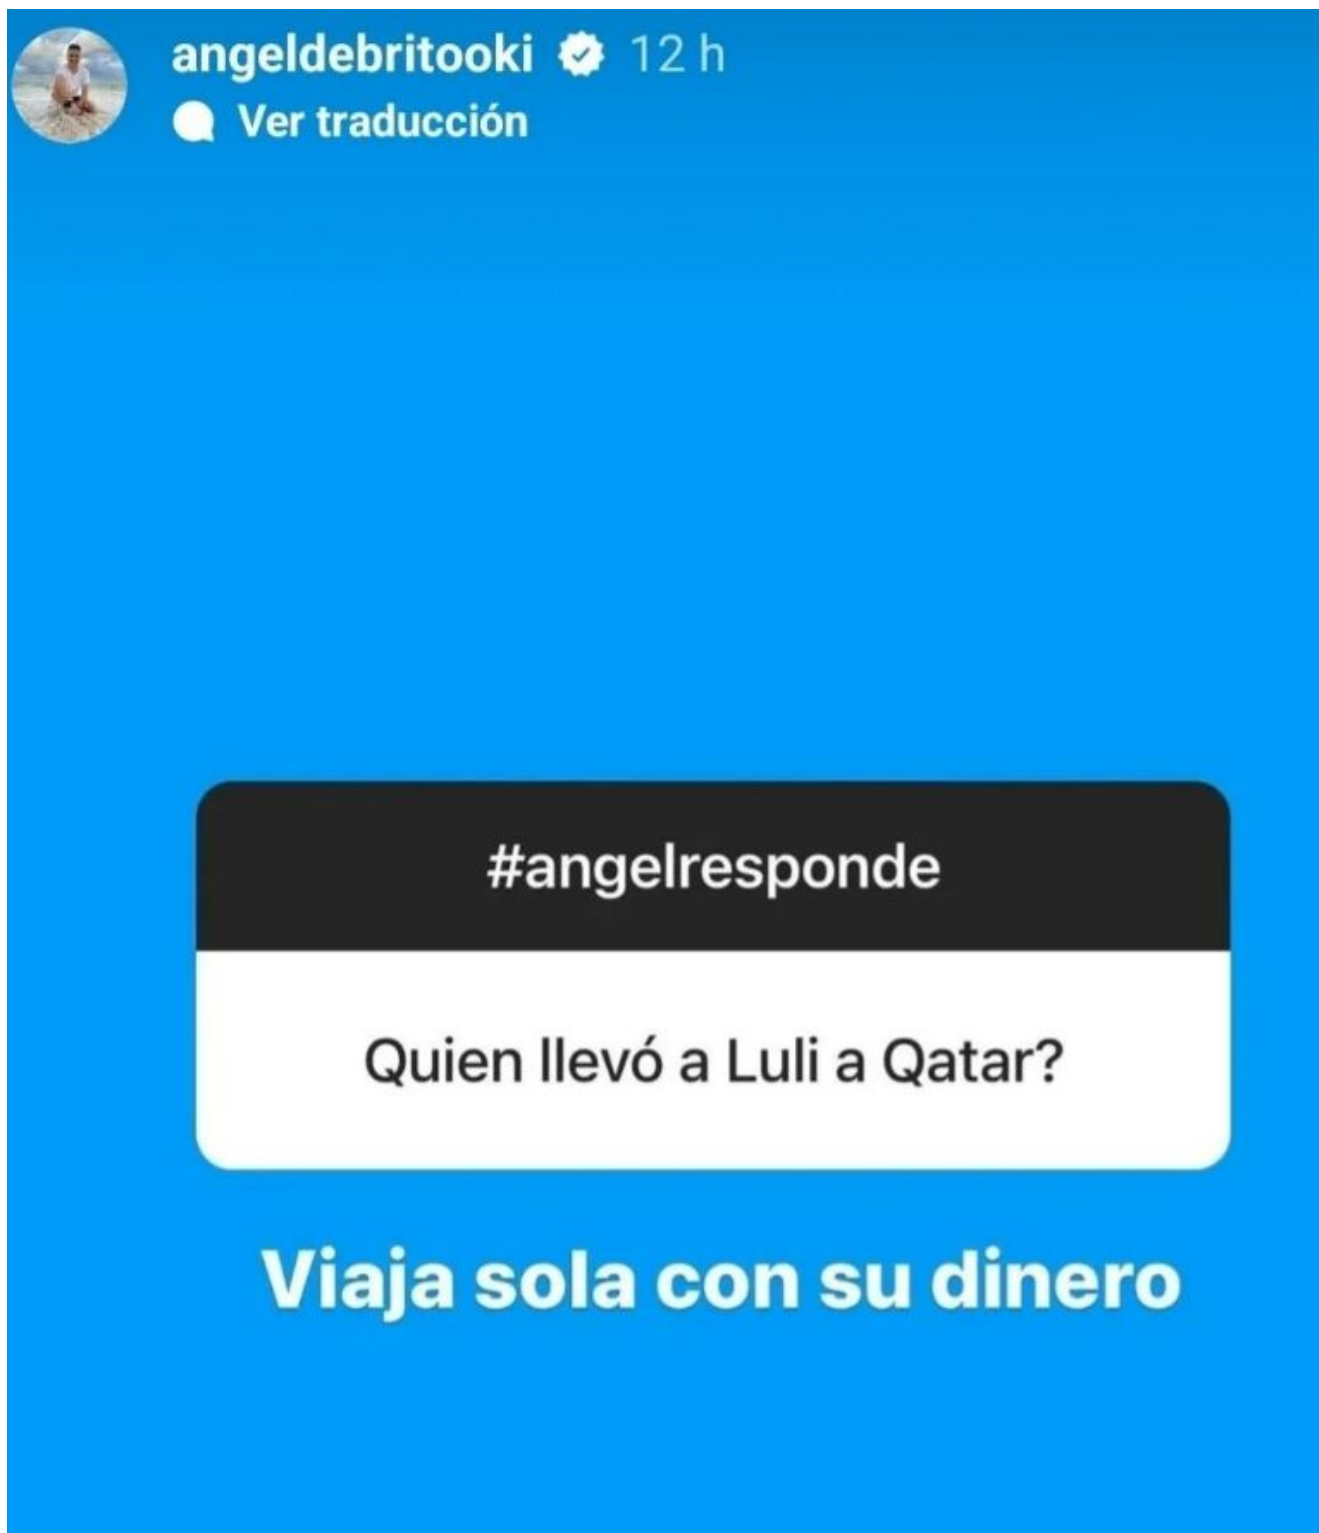 angeldebritooki 12 h
Ver traducción
#angelresponde
Quien llevó a Luli a Qatar?
Viaja sola con su dinero